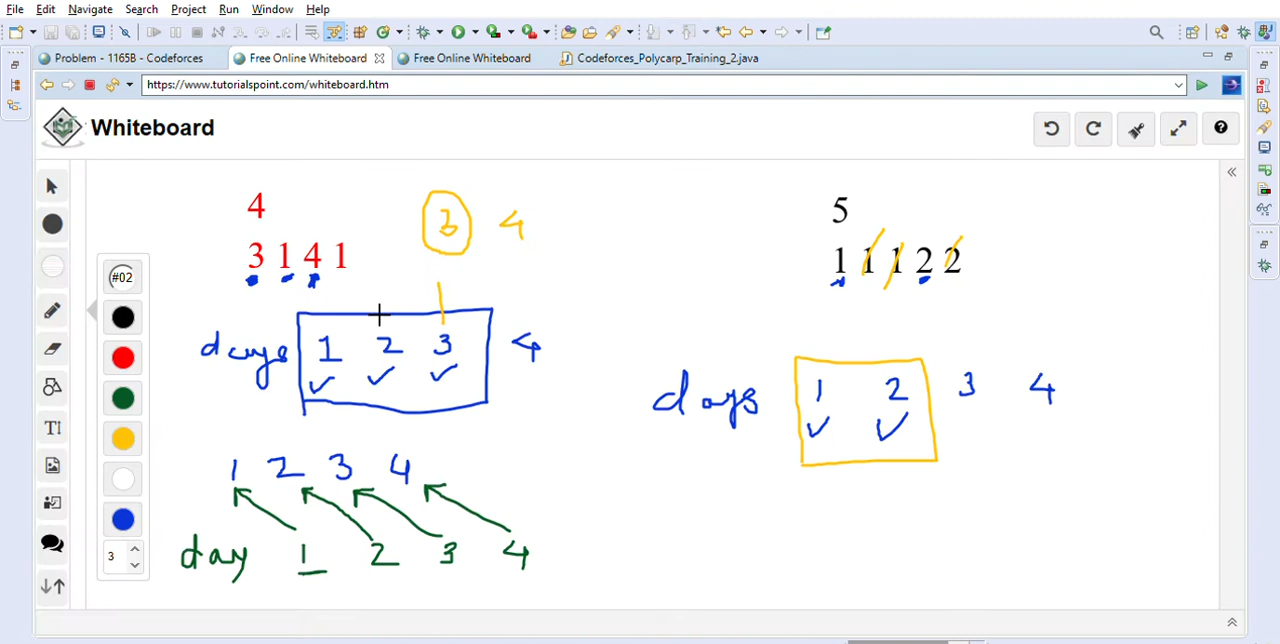 File Edit Navigate Search Project Run Window Help
Problem - 1165B - Codeforces Free Online Whiteboard Free Online Whiteboard Codeforces_Polycarp_Training_2.java
https://www.tutorialspoint.com/whiteboard.htm
Whiteboard
4
3 4
3 1 4 1
days 1 2 3 4
1 2 3 4
day 1 2 3 4
5
1 1 1 2 2
days 1 2 3 4
#02
TI
3